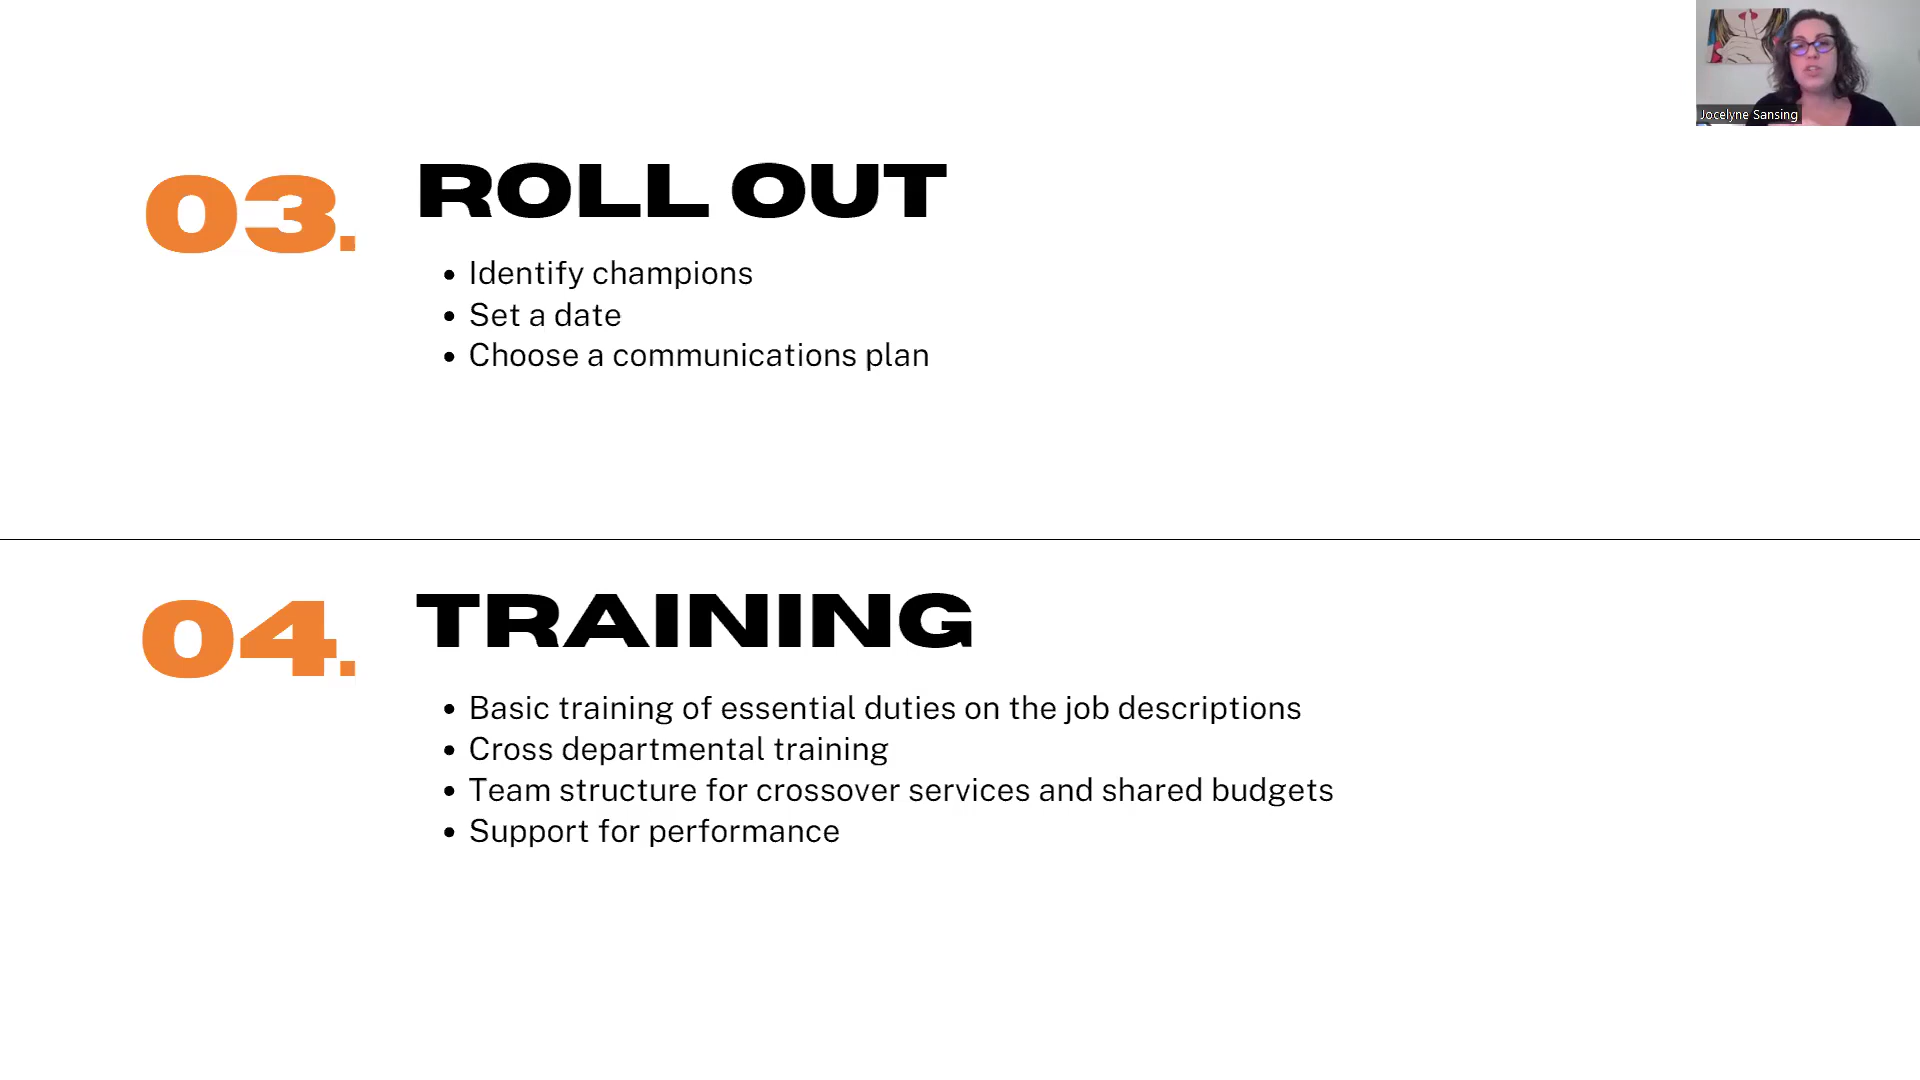 Jocelyne Sansing
03.
ROLL OUT
• Identify champions
• Set a date
• Choose a communications plan
04.
TRAINING
• Basic training of essential duties on the job descriptions
• Cross departmental training
• Team structure for crossover services and shared budgets
• Support for performance